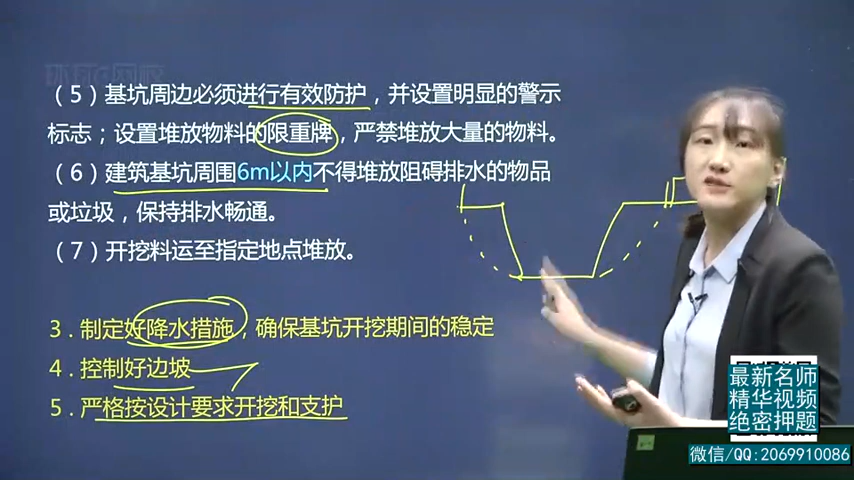 环球网校
（5）基坑周边必须进行有效防护，并设置明显的警示
标志；设置堆放物料的限重牌，严禁堆放大量的物料。
（6）建筑基坑周围6m以内不得堆放阻碍排水的物品
或垃圾，保持排水畅通。
（7）开挖料运至指定地点堆放。
3．制定好降水措施，确保基坑开挖期间的稳定
4．控制好边坡
5．严格按设计要求开挖和支护
最新名师
精华视频
绝密押题
微信/QQ:2069910086